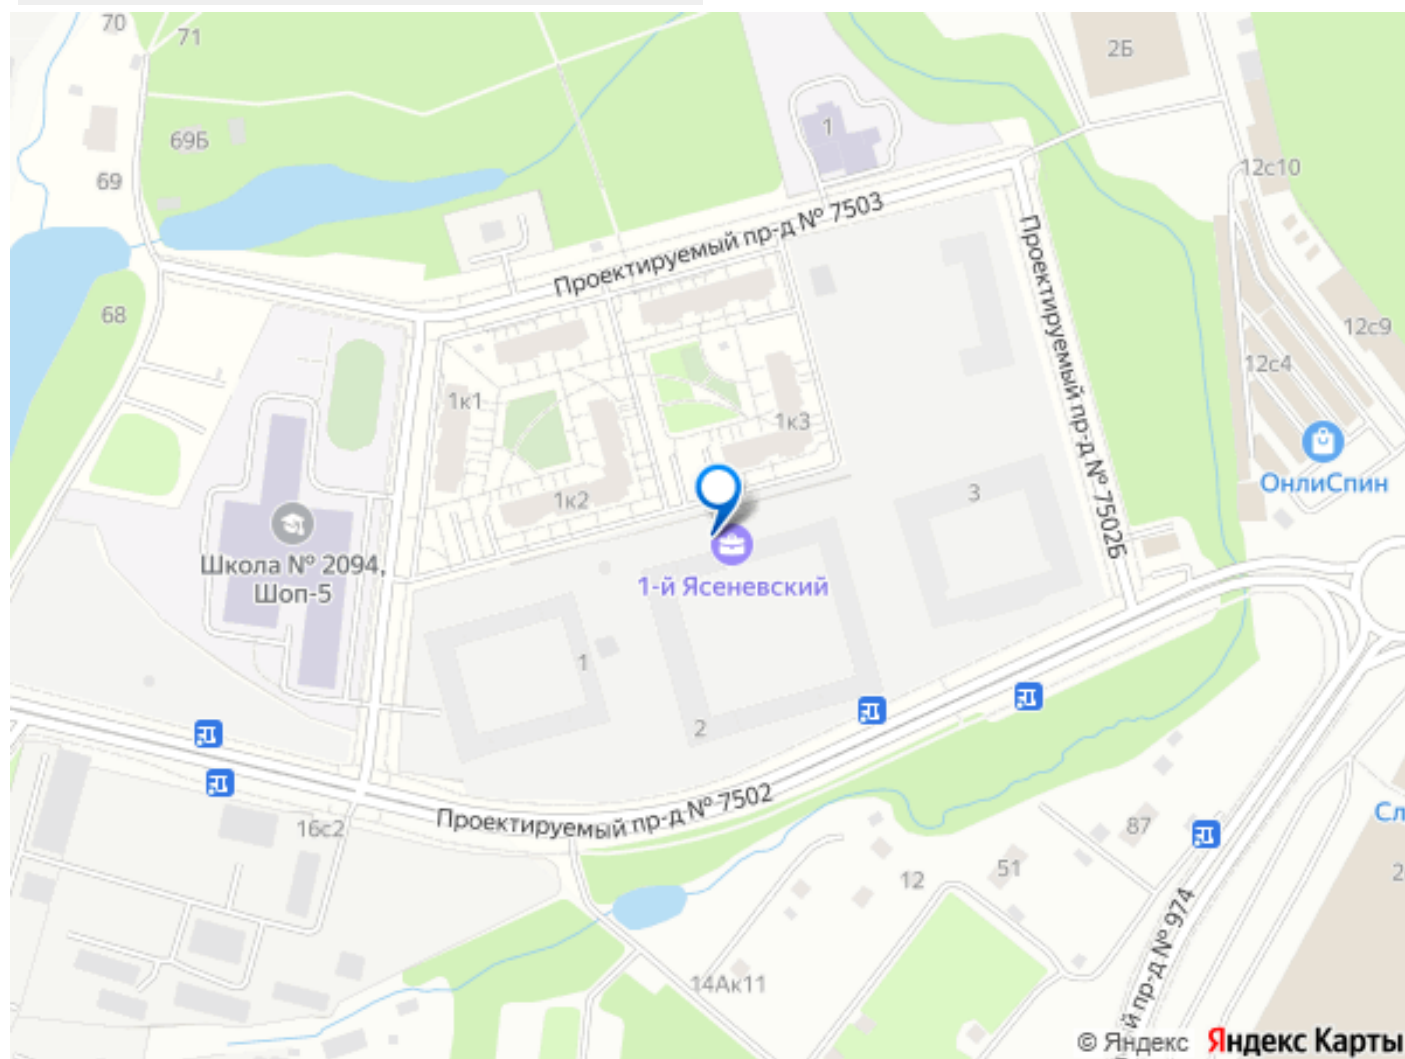 70
71
2Б
69Б
1
69
12с10
Проектируемый пр-д № 7503
Проектируемый пр-д № 7502Б
68
12с9
12с4
1к1
1к3
ОнлиСпин
1к2
3
Школа № 2094,
Шоп-5
1-й Ясеневский
1
2
Проектируемый пр-д № 7502
16с2
87
Сл
51
12
2
й пр-д № 974
14Ак11
© Яндекс Яндекс Карты